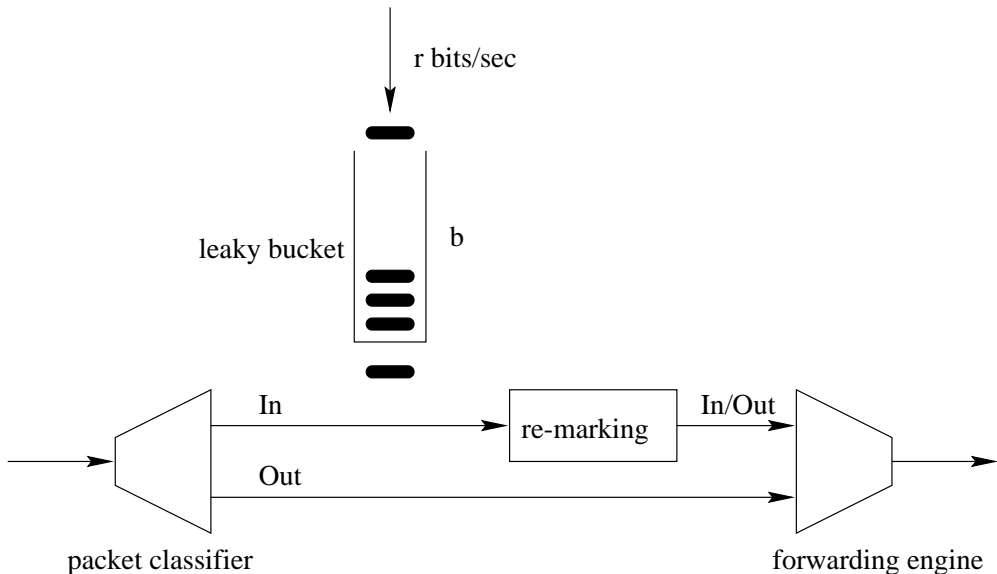 r bits/sec
leaky bucket
b
In
re-marking
In/Out
Out
packet classifier
forwarding engine